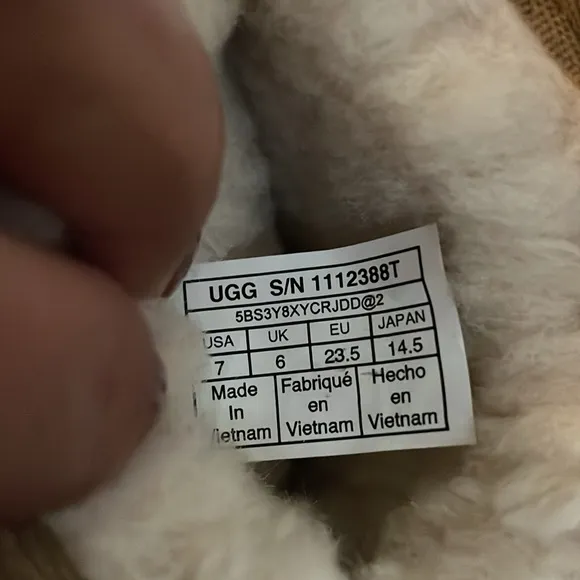 UGG S/N 1112388T
5BS3Y8XYCRJDD@2
USA UK EU JAPAN
7 6 23.5 14.5
Made In Vietnam
Fabriqué en Vietnam
Hecho en Vietnam